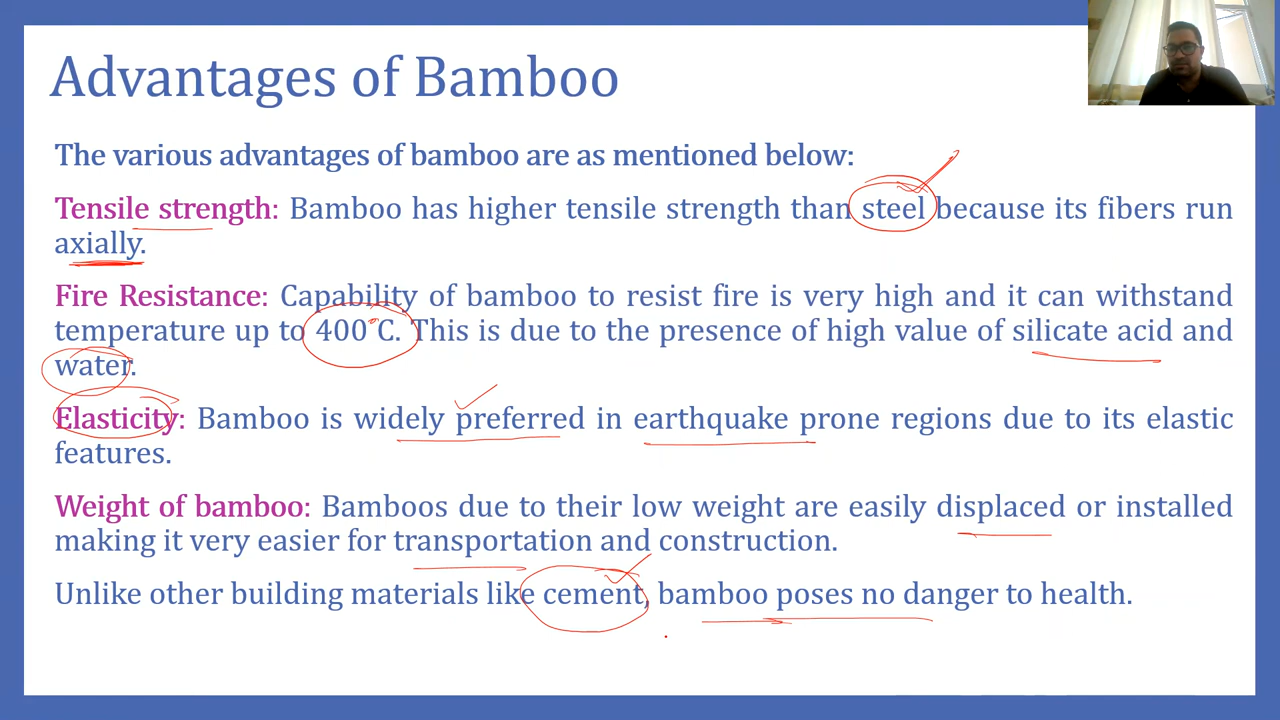 Advantages of Bamboo
The various advantages of bamboo are as mentioned below:
Tensile strength: Bamboo has higher tensile strength than steel because its fibers run
axially.
Fire Resistance: Capability of bamboo to resist fire is very high and it can withstand
temperature up to 400°C. This is due to the presence of high value of silicate acid and
water.
Elasticity: Bamboo is widely preferred in earthquake prone regions due to its elastic
features.
Weight of bamboo: Bamboos due to their low weight are easily displaced or installed
making it very easier for transportation and construction.
Unlike other building materials like cement, bamboo poses no danger to health.